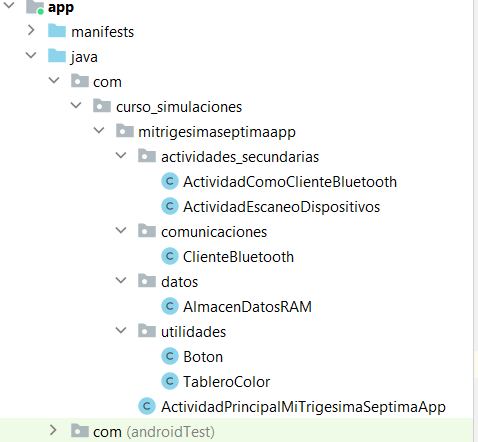 app
manifests
java
com
curso_simulaciones
mitrigesimaseptimaapp
actividades_secundarias
C ActividadComoClienteBluetooth
C ActividadEscaneoDispositivos
comunicaciones
C ClienteBluetooth
datos
C AlmacenDatosRAM
utilidades
C Boton
C TableroColor
C ActividadPrincipalMiTrigesimaSeptimaApp
com (androidTest)